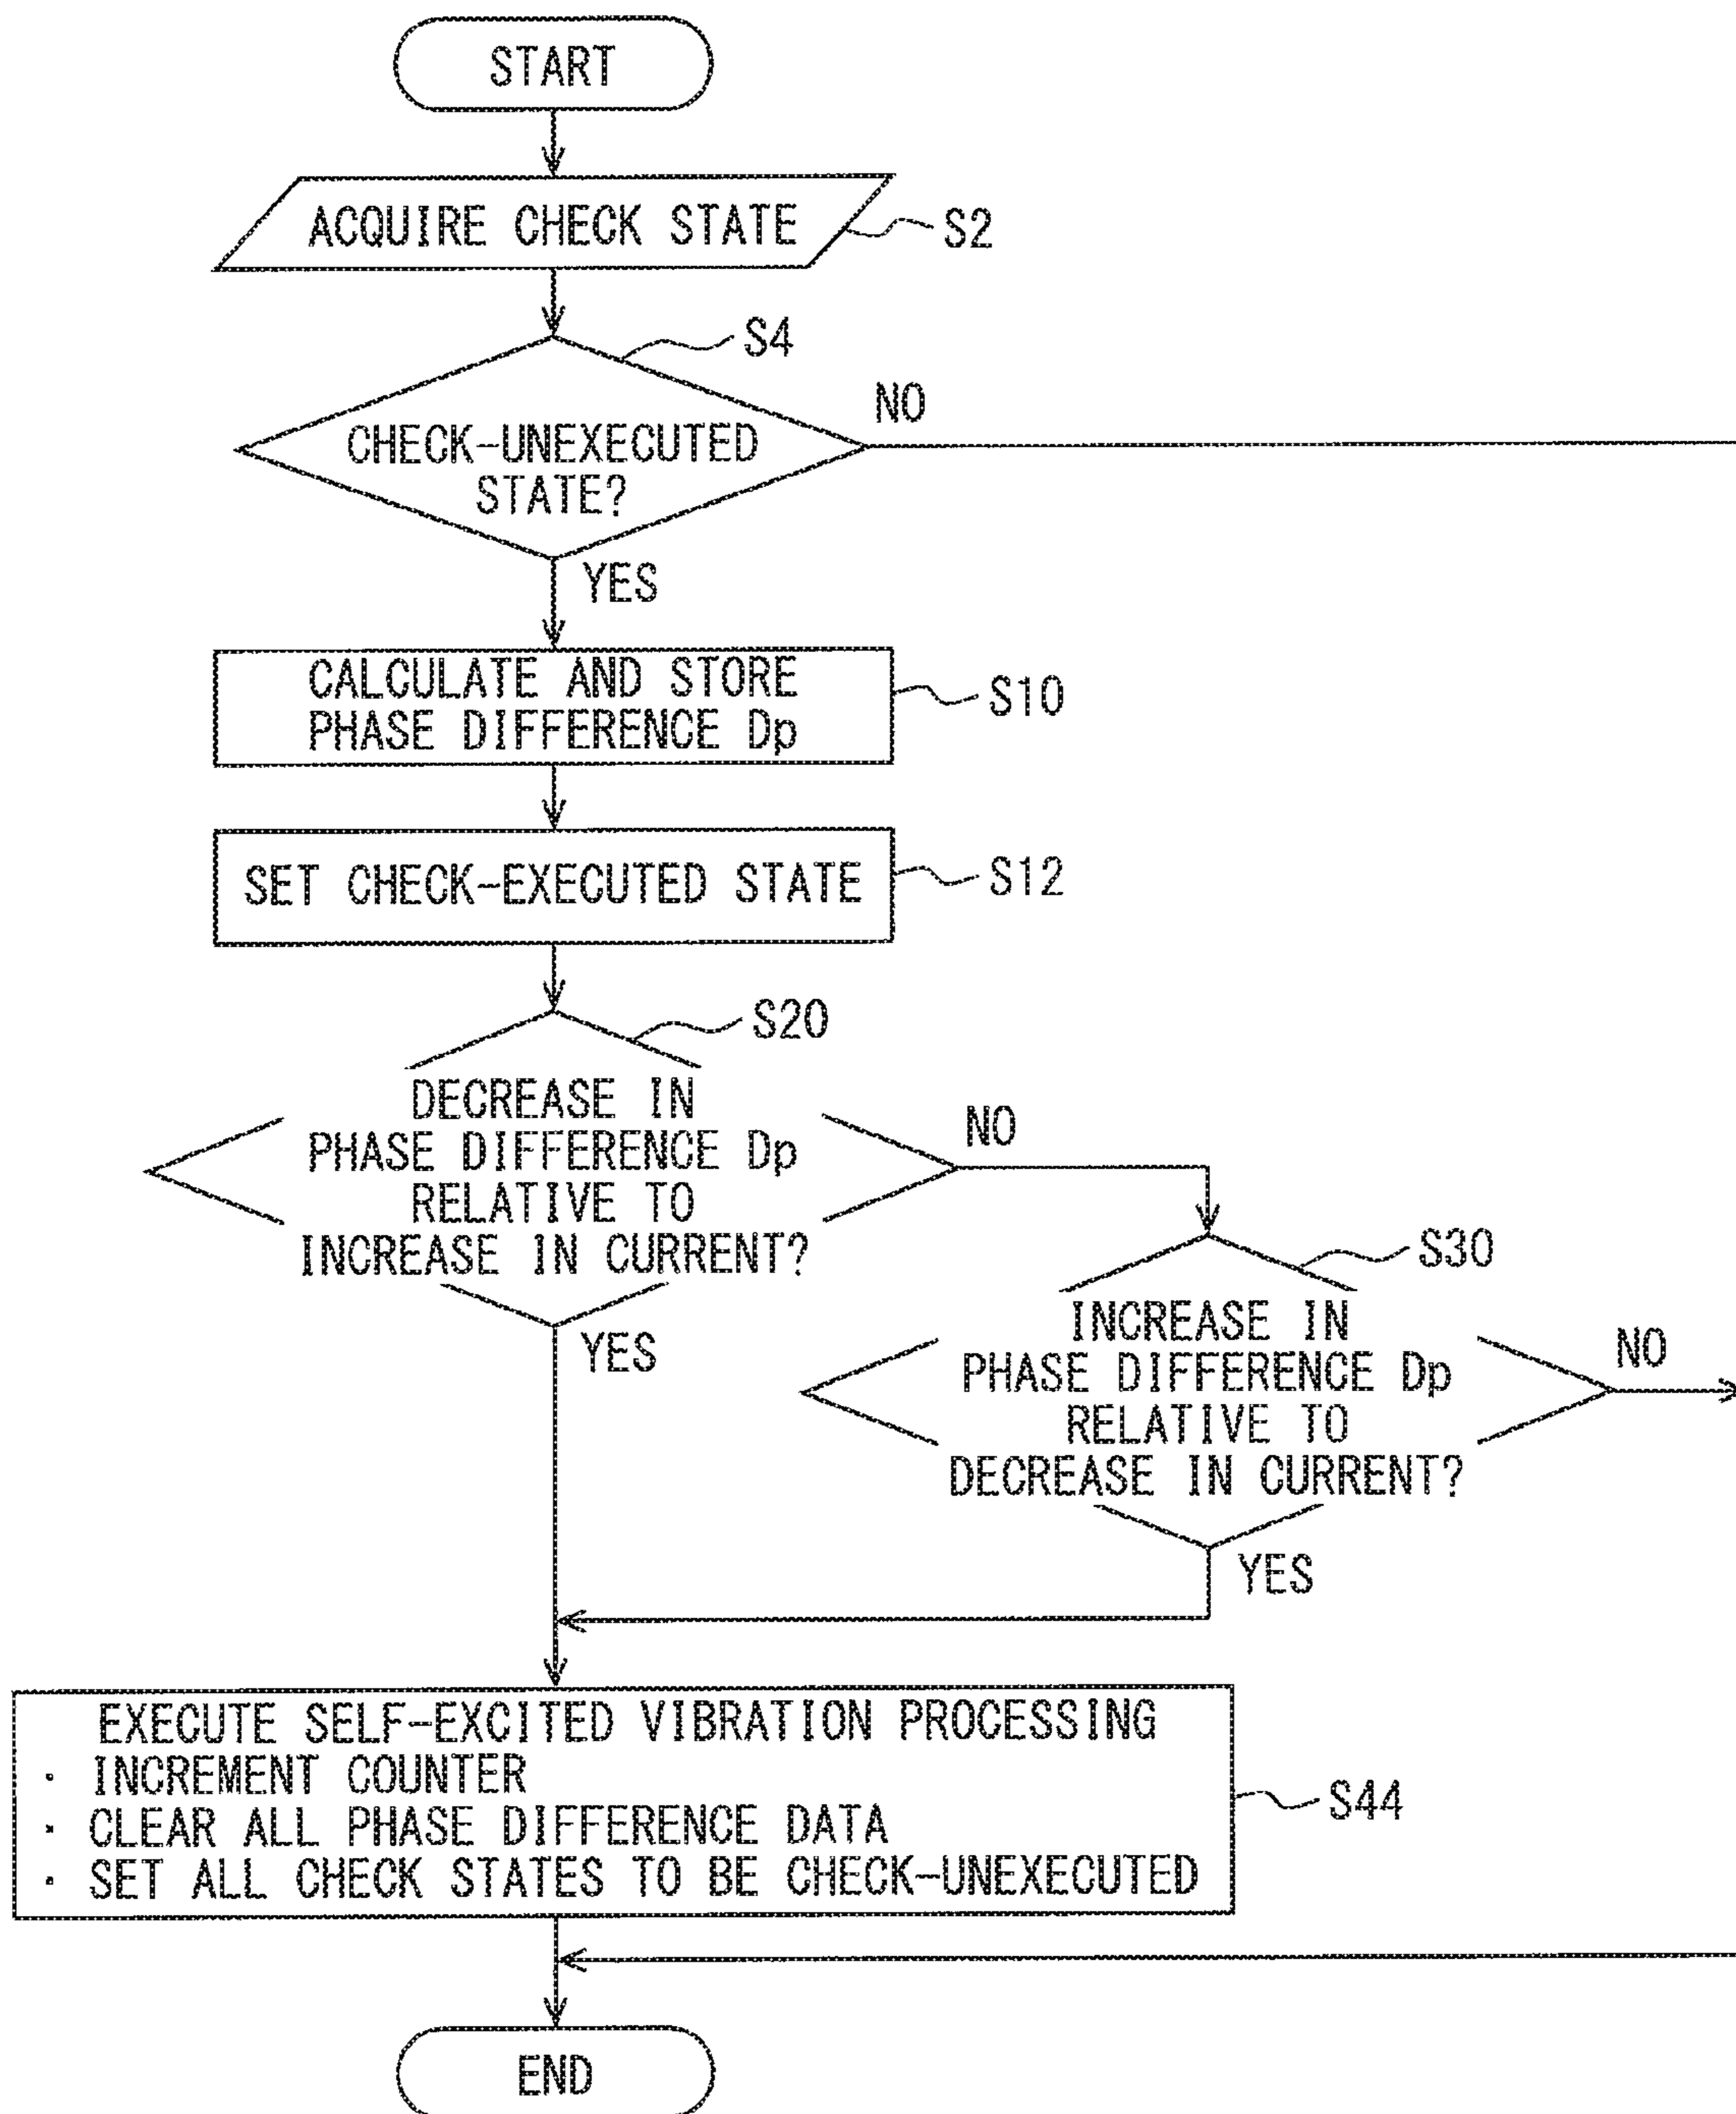 START
ACQUIRE CHECK STATE
S2
S4
NO
CHECK-UNEXECUTED
STATE?
YES
CALCULATE AND STORE
PHASE DIFFERENCE Dp
S10
SET CHECK-EXECUTED STATE
S12
S20
DECREASE IN
PHASE DIFFERENCE Dp
RELATIVE TO
INCREASE IN CURRENT?
NO
YES
S30
INCREASE IN
PHASE DIFFERENCE Dp
RELATIVE TO
DECREASE IN CURRENT?
NO
YES
EXECUTE SELF-EXCITED VIBRATION PROCESSING
· INCREMENT COUNTER
· CLEAR ALL PHASE DIFFERENCE DATA
· SET ALL CHECK STATES TO BE CHECK-UNEXECUTED
S44
END